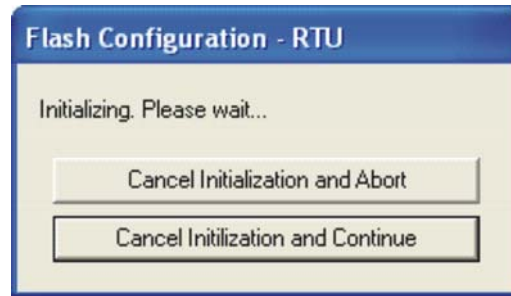 Flash Configuration - RTU
Initializing. Please wait...
Cancel Initialization and Abort
Cancel Initilization and Continue